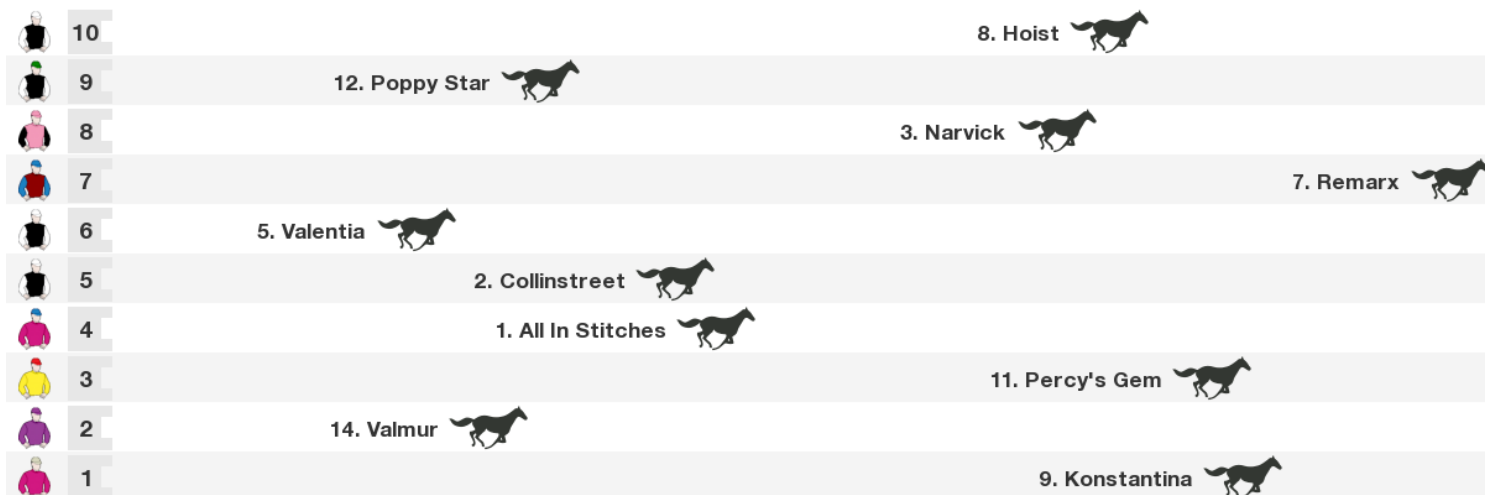 10 8. Hoist
9 12. Poppy Star
8 3. Narvick
7 7. Remarx
6 5. Valentia
5 2. Collinstreet
4 1. All In Stitches
3 11. Percy's Gem
2 14. Valmur
1 9. Konstantina